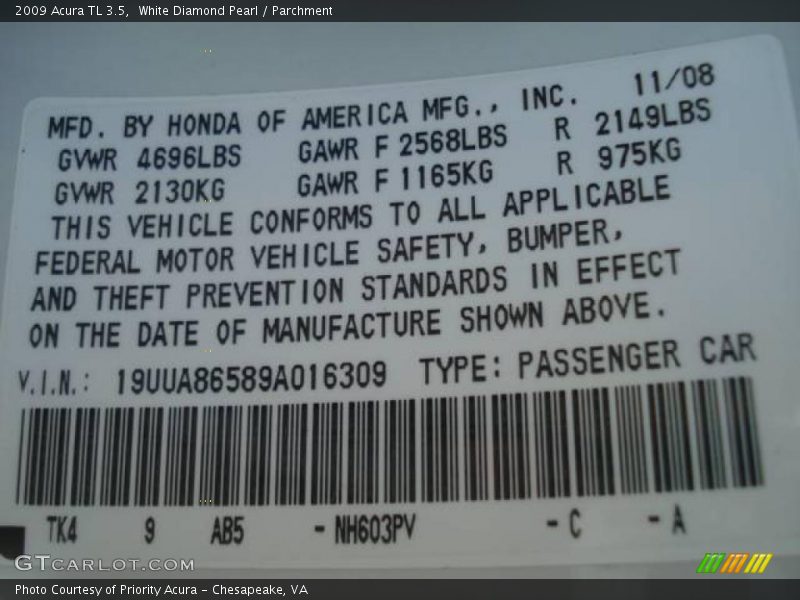 2009 Acura TL 3.5,  White Diamond Pearl / Parchment
MFD. BY HONDA OF AMERICA MFG., INC. 11/08
GVWR 4696LBS GAWR F 2568LBS R 2149LBS
GVWR 2130KG GAWR F 1165KG R 975KG
THIS VEHICLE CONFORMS TO ALL APPLICABLE
FEDERAL MOTOR VEHICLE SAFETY, BUMPER,
AND THEFT PREVENTION STANDARDS IN EFFECT
ON THE DATE OF MANUFACTURE SHOWN ABOVE.
V.I.N.: 19UUA86589A016309 TYPE: PASSENGER CAR
TK4 9 AB5 -NH603PV -C -A
GTCARLOT.COM
Photo Courtesy of Priority Acura – Chesapeake, VA